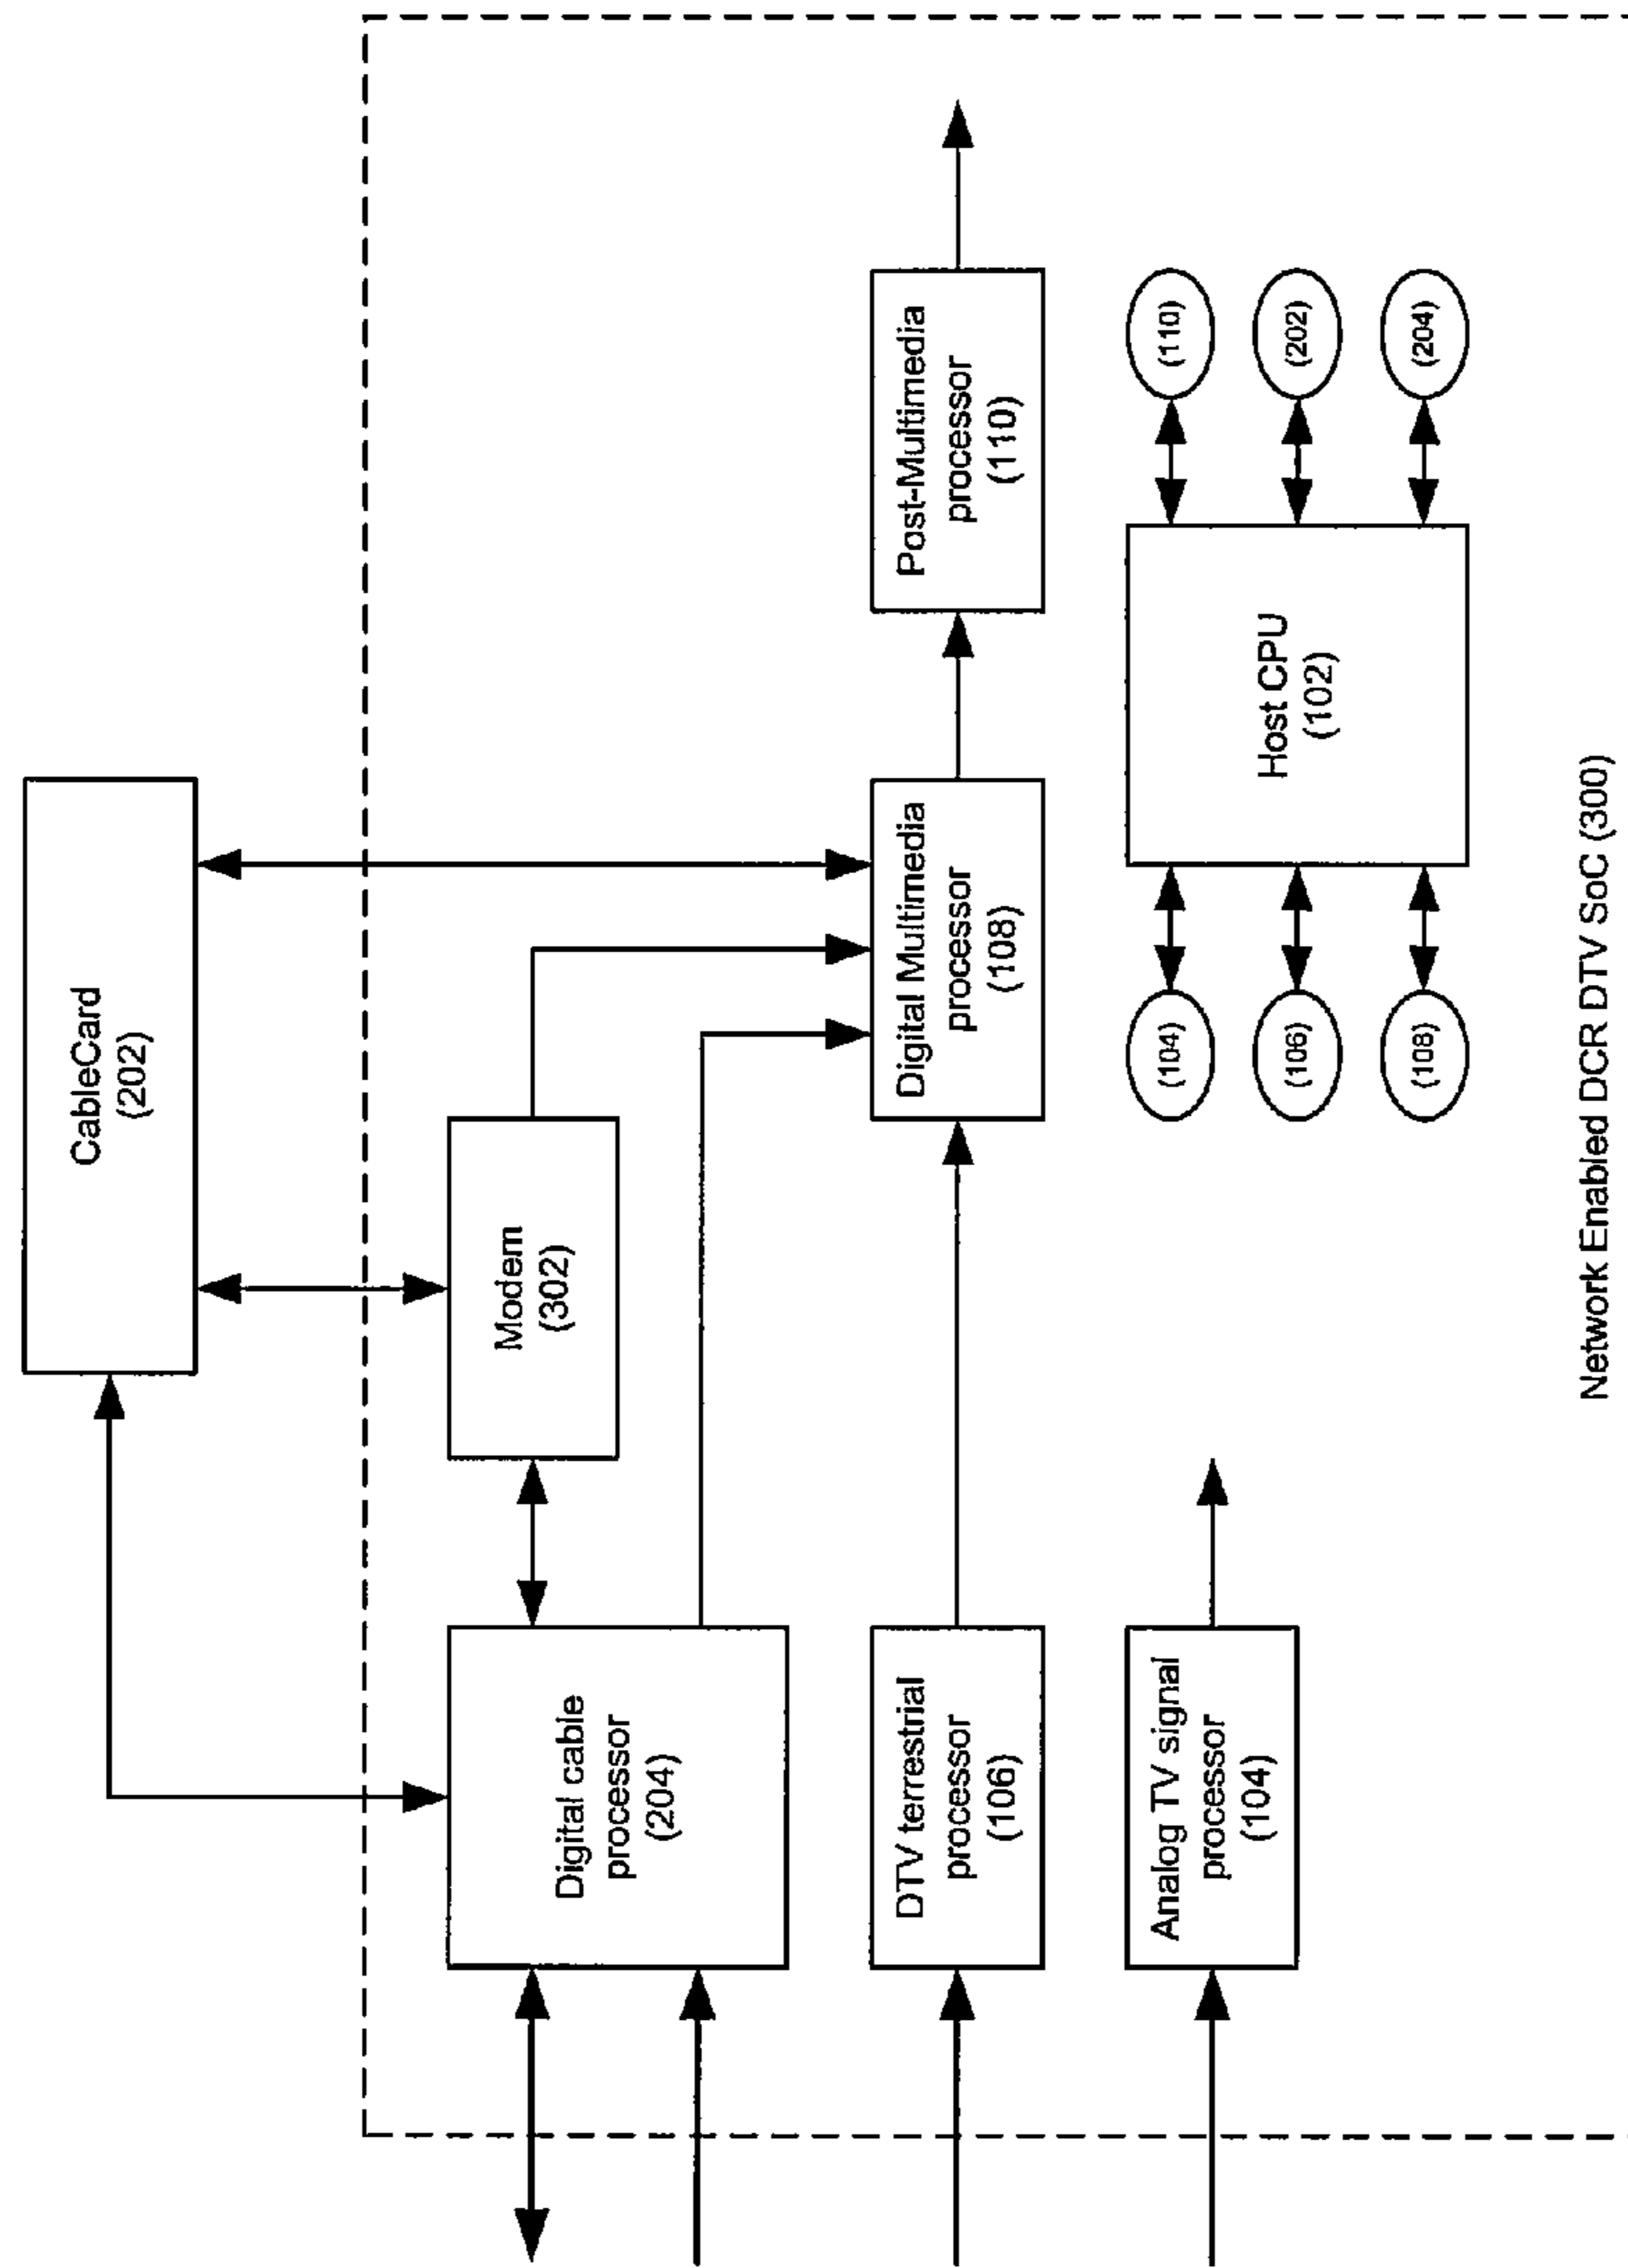 CableCard
(202)
Modem
(302)
Digital cable
processor
(204)
DTV terrestrial
processor
(106)
Digital Multimedia
processor
(108)
Post-Multimedia
processor
(110)
Analog TV signal
processor
(104)
(104)
(106)
(108)
Host CPU
(102)
(110)
(202)
(204)
Network Enabled DCR DTV SoC (300)